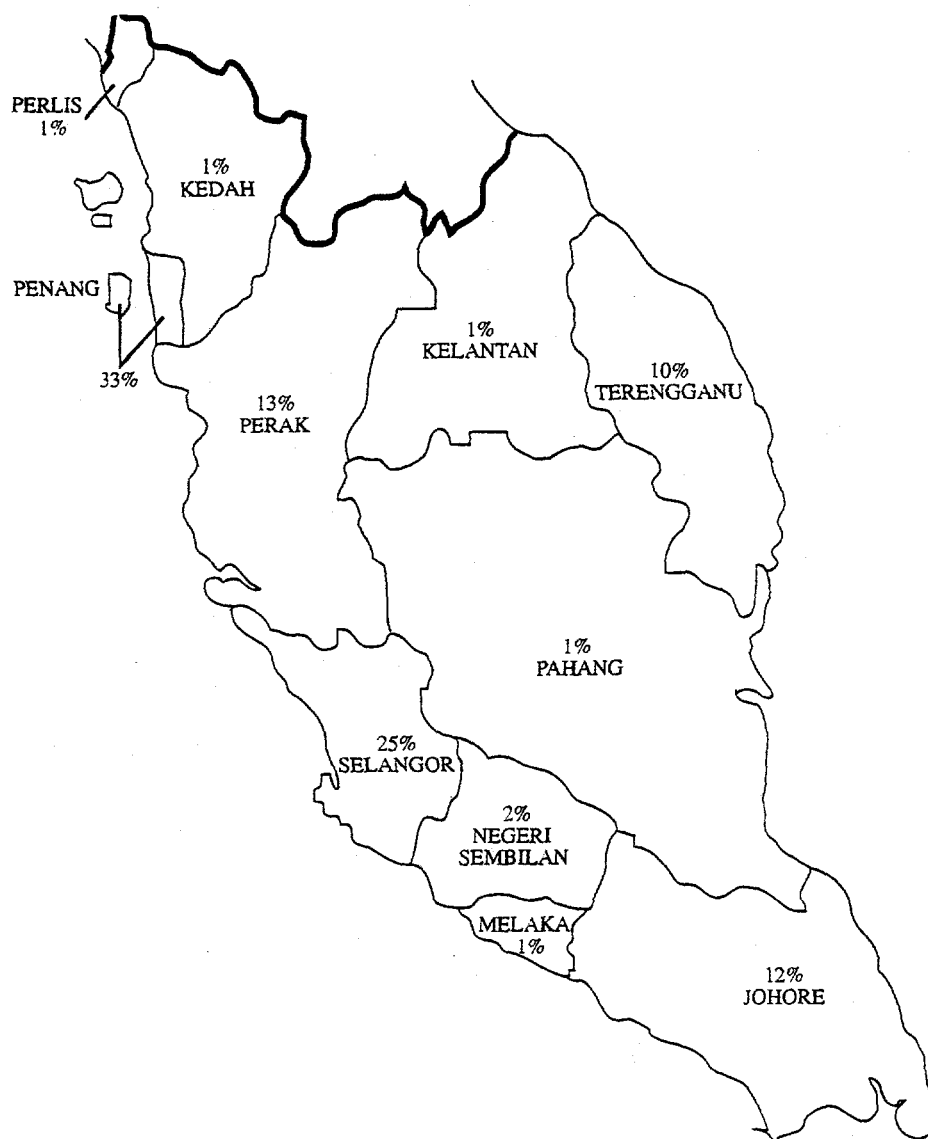 PERLIS
1%
1%
KEDAH
PENANG
33%
1%
KELANTAN
10%
TERENGGANU
13%
PERAK
1%
PAHANG
25%
SELANGOR
2%
NEGERI
SEMBILAN
MELAKA
1%
12%
JOHORE